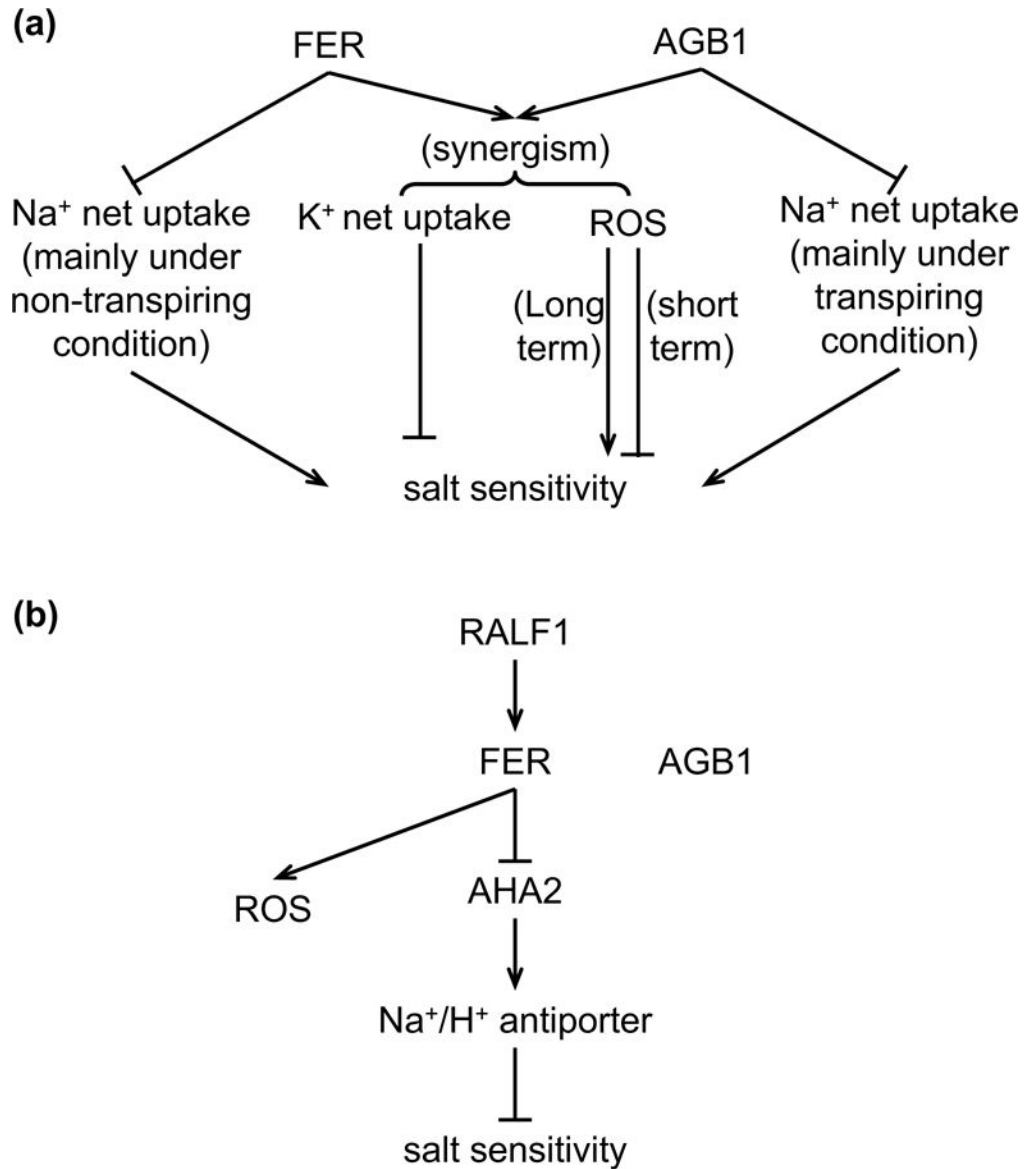 (a)
FER
AGB1
(synergism)
Na⁺ net uptake
(mainly under
non-transpiring
condition)
K⁺ net uptake
ROS
(Long
term)
(short
term)
Na⁺ net uptake
(mainly under
transpiring
condition)
salt sensitivity
(b)
RALF1
FER
AGB1
ROS
AHA2
Na⁺/H⁺ antiporter
salt sensitivity